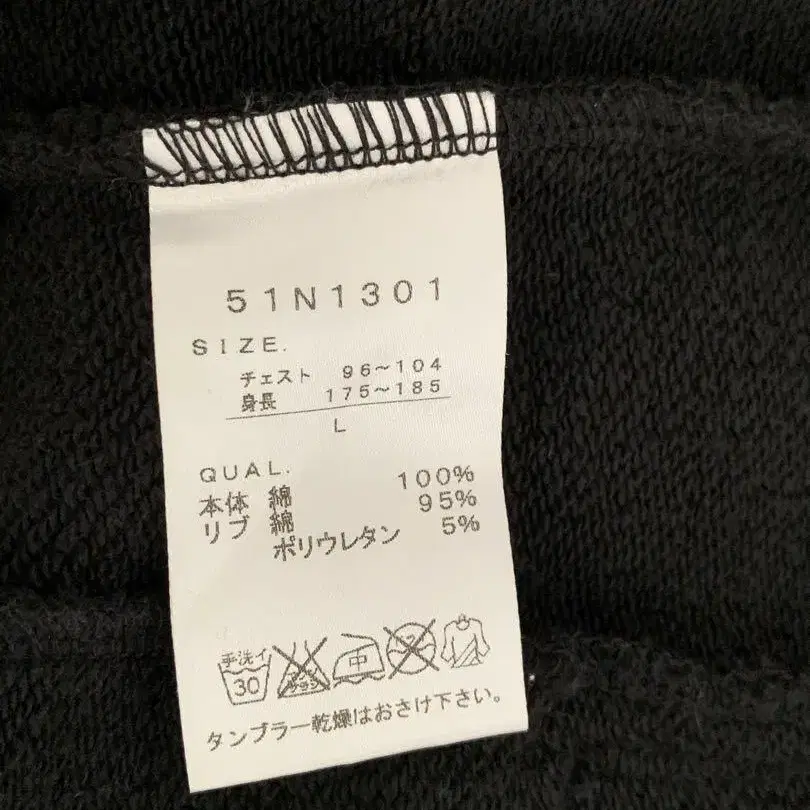 51N1301
SIZE.
チェスト 96～104
身長 175～185
L
QUAL.
本体 綿 100%
リブ 綿 95%
ポリウレタン 5%
手洗イ
30
中
タンブラー乾燥はおさけ下さい。